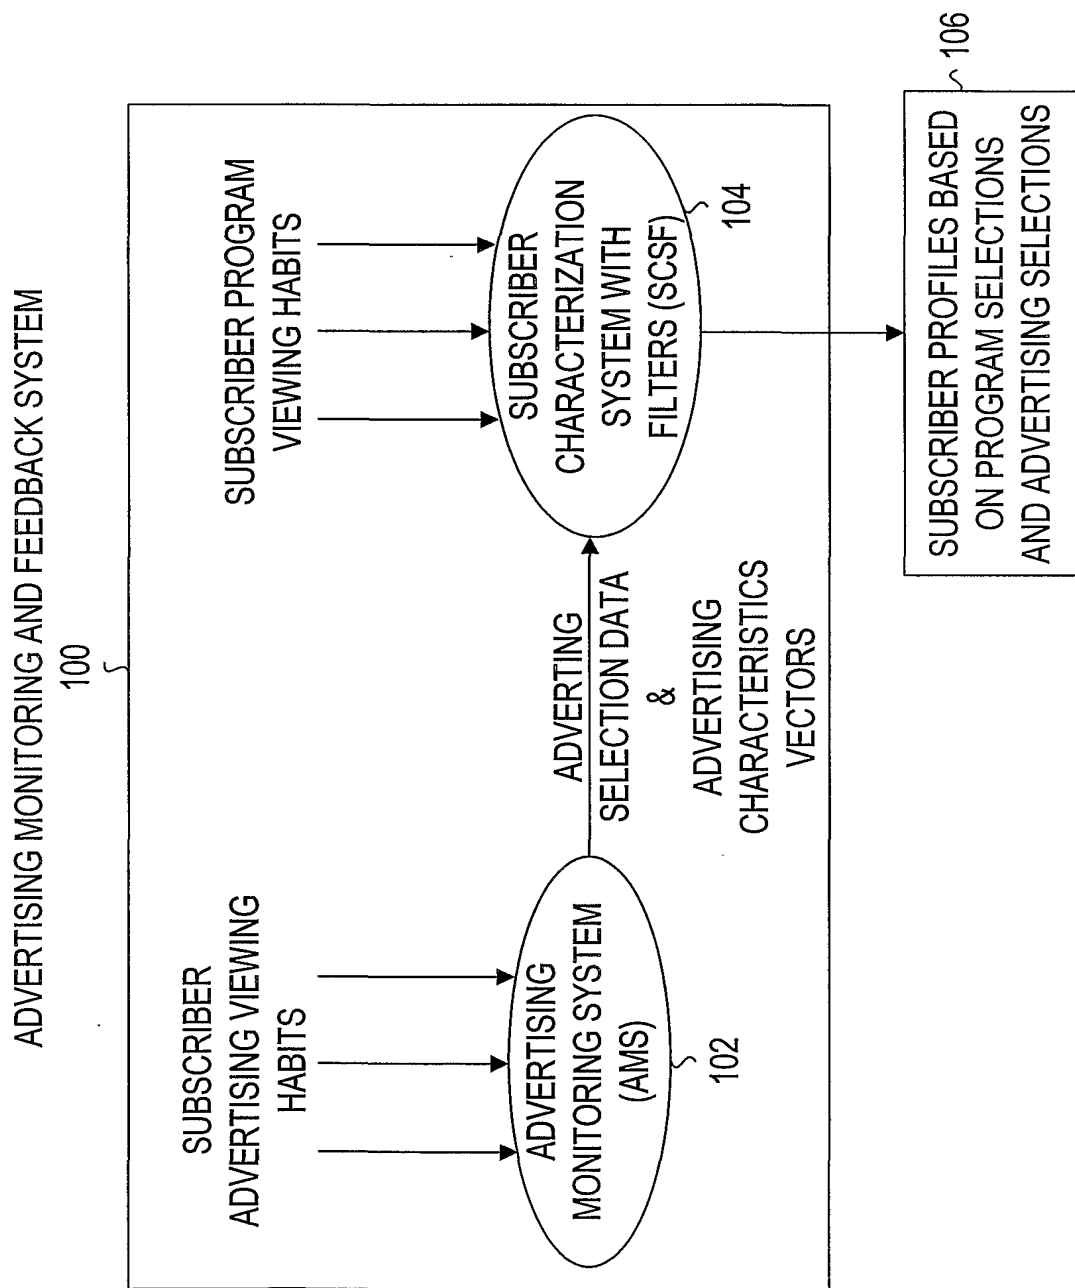 ADVERTISING MONITORING AND FEEDBACK SYSTEM
100
SUBSCRIBER
ADVERTISING VIEWING
HABITS
SUBSCRIBER PROGRAM
VIEWING HABITS
ADVERTISING
MONITORING SYSTEM
(AMS)
102
ADVERTING
SELECTION DATA
&
ADVERTISING
CHARACTERISTICS
VECTORS
SUBSCRIBER
CHARACTERIZATION
SYSTEM WITH
FILTERS (SCSF)
104
SUBSCRIBER PROFILES BASED
ON PROGRAM SELECTIONS
AND ADVERTISING SELECTIONS
106